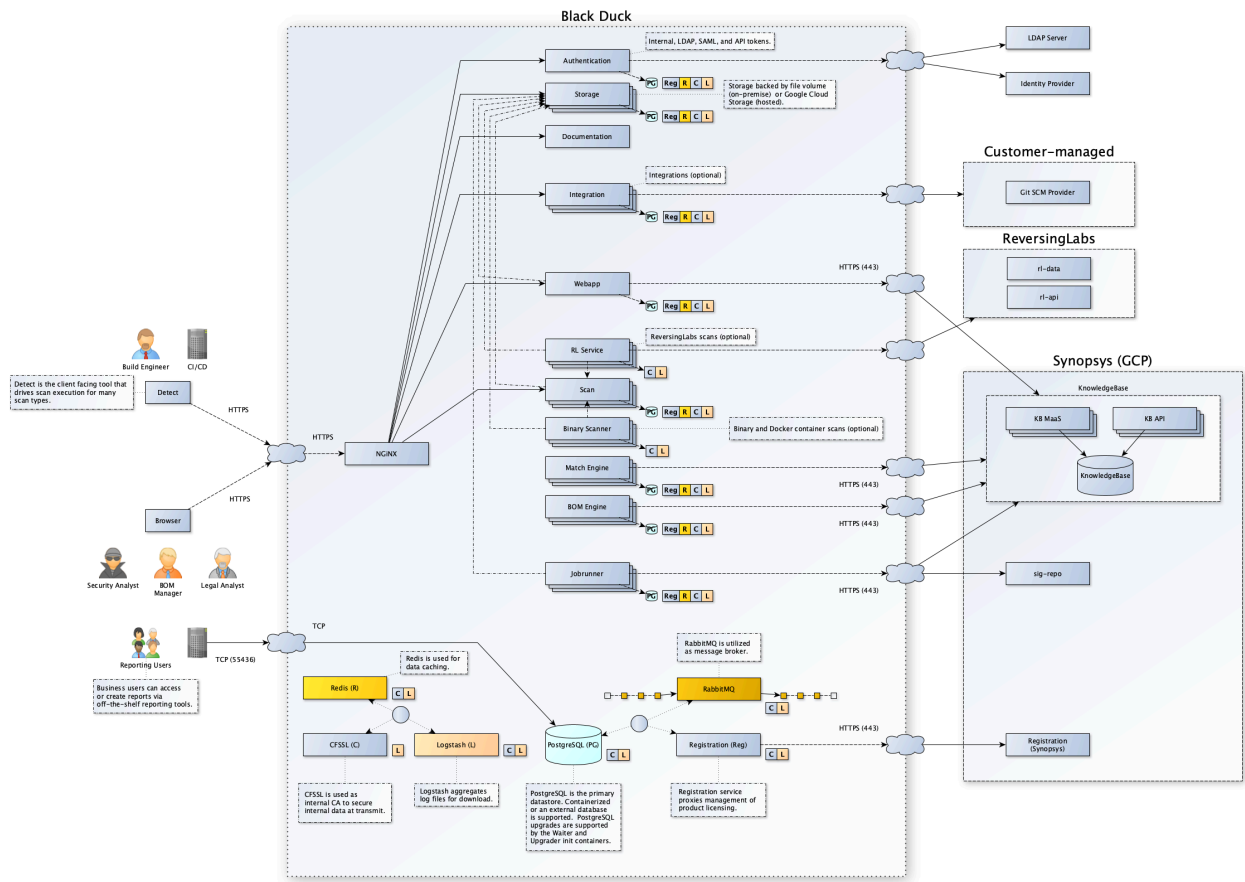 Black Duck
Internal, LDAP, SAML, and API tokens.
LDAP Server
Authentication
PG Reg R C L
Identity Provider
Storage
Storage backed by file volume
(on-premise) or Google Cloud
Storage (hosted).
PG Reg R C L
Documentation
Customer-managed
Integrations (optional)
Integration
Git SCM Provider
PG Reg R C L
ReversingLabs
HTTPS (443)
rl-data
Webapp
rl-api
PG Reg R C L
ReversingLabs scans (optional)
Build Engineer
CI/CD
RL Service
C L
Synopsys (GCP)
Detect is the client facing tool that
drives scan execution for many
scan types.
Detect
Scan
KnowledgeBase
HTTPS
PG Reg R C L
KB MaaS
KB API
HTTPS
Binary Scanner
Binary and Docker container scans (optional)
NGiNX
C L
Match Engine
KnowledgeBase
HTTPS (443)
PG Reg R C L
HTTPS
BOM Engine
Browser
HTTPS (443)
PG Reg R C L
Security Analyst
BOM
Manager
Legal Analyst
Jobrunner
sig-repo
HTTPS (443)
PG Reg R C L
TCP
Reporting Users
TCP (55436)
RabbitMQ is utilized
as message broker.
Redis is used for
data caching.
Business users can access
or create reports via
off-the-shelf reporting tools.
Redis (R)
C L
RabbitMQ
C L
HTTPS (443)
CFSSL (C)
L
Logstash (L)
C L
PostgreSQL (PG)
C L
Registration (Reg)
C L
Registration
(Synopsys)
CFSSL is used as
internal CA to secure
internal data at transmit.
Logstash aggregates
log files for download.
PostgreSQL is the primary
datastore. Containerized
or an external database
is supported. PostgreSQL
upgrades are supported
by the Waiter and
Upgrader init containers.
Registration service
proxies management of
product licensing.